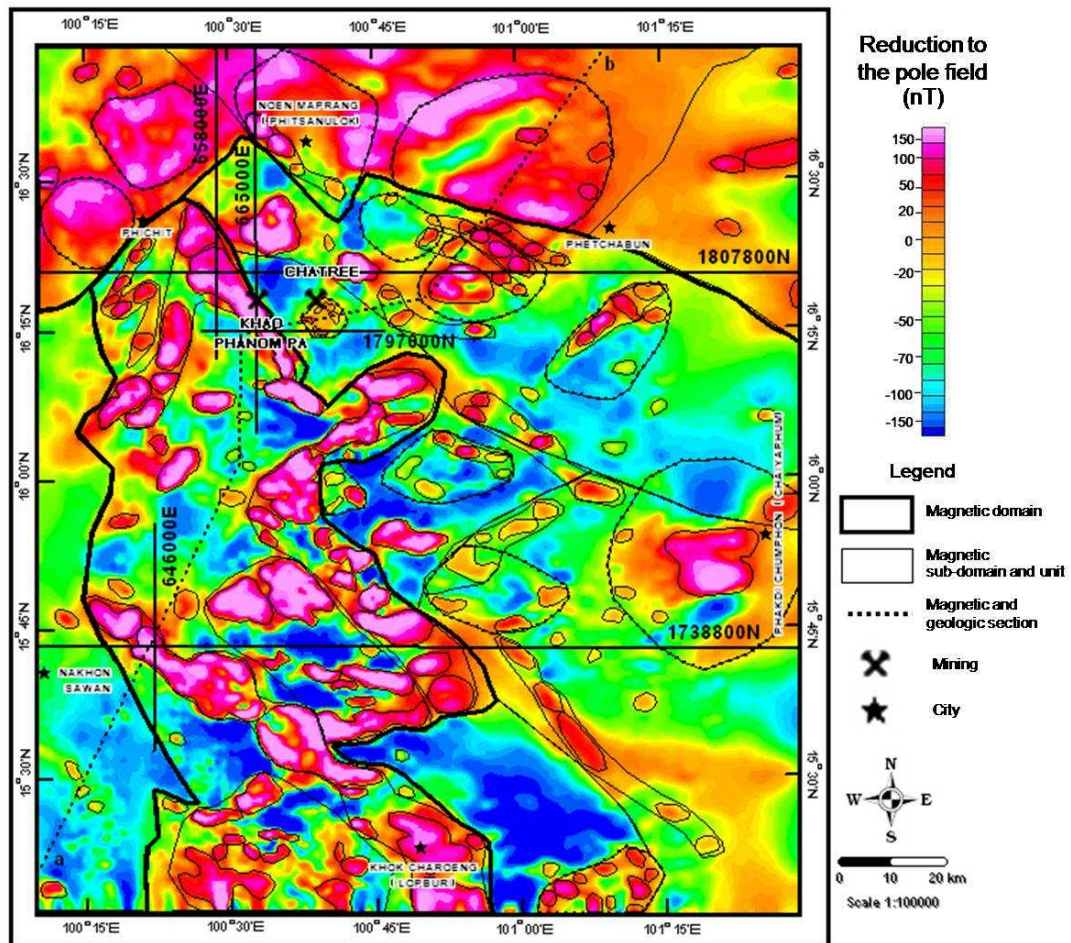 100°15'E 100°30'E 100°45'E 101°00'E 101°15'E
b
NOEN MAPRANG
(PHITSANULOK)
658000E
665000E
16°30'N
16°30'N
PHICHIT
PHETCHABUN
1807800N
CHATREE
16°15'N
16°15'N
KHAO
PHANOM PA
1797000N
16°00'N
16°00'N
646000E
PHAKDI CHUMPHON (CHAIYAPHUM)
15°45'N
15°45'N
1738800N
NAKHON
SAWAN
15°30'N
15°30'N
a
KHOK CHAROENG
(LOPBURI)
100°15'E 100°30'E 100°45'E 101°00'E 101°15'E
Reduction to
the pole field
(nT)
150
100
50
20
0
-20
-50
-70
-100
-150
Legend
Magnetic domain
Magnetic
sub-domain and unit
Magnetic and
geologic section
Mining
City
N
W E
S
0 10 20 km
Scale 1:100000